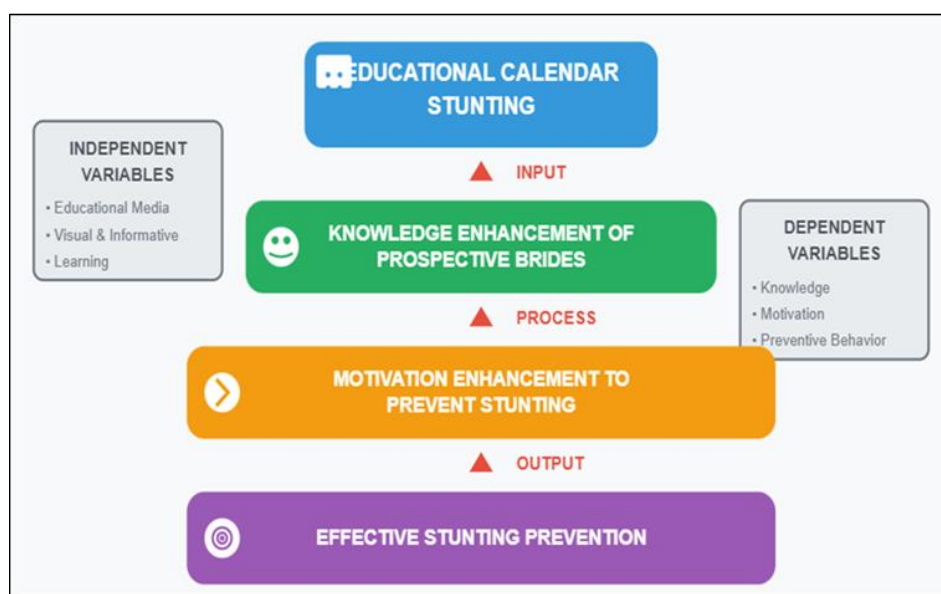 EDUCATIONAL CALENDAR
STUNTING
INDEPENDENT
VARIABLES
• Educational Media
• Visual & Informative
• Learning
INPUT
KNOWLEDGE ENHANCEMENT OF
PROSPECTIVE BRIDES
DEPENDENT
VARIABLES
• Knowledge
• Motivation
• Preventive Behavior
PROCESS
MOTIVATION ENHANCEMENT TO
PREVENT STUNTING
OUTPUT
EFFECTIVE STUNTING PREVENTION